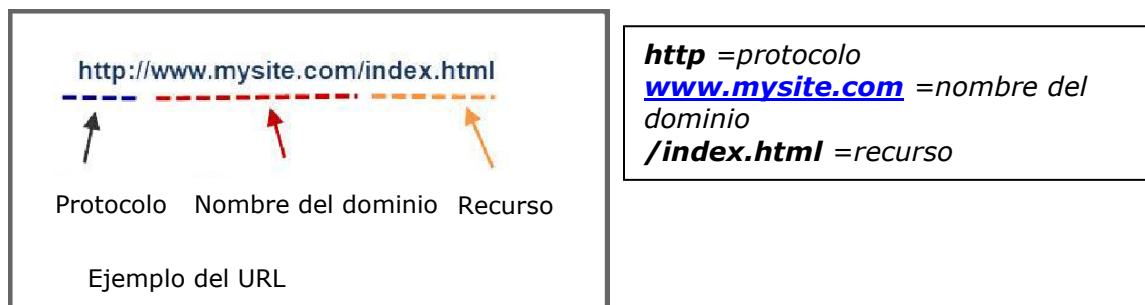 http://www.mysite.com/index.html
Protocolo Nombre del dominio Recurso
Ejemplo del URL
http =protocolo
www.mysite.com =nombre del
dominio
/index.html =recurso